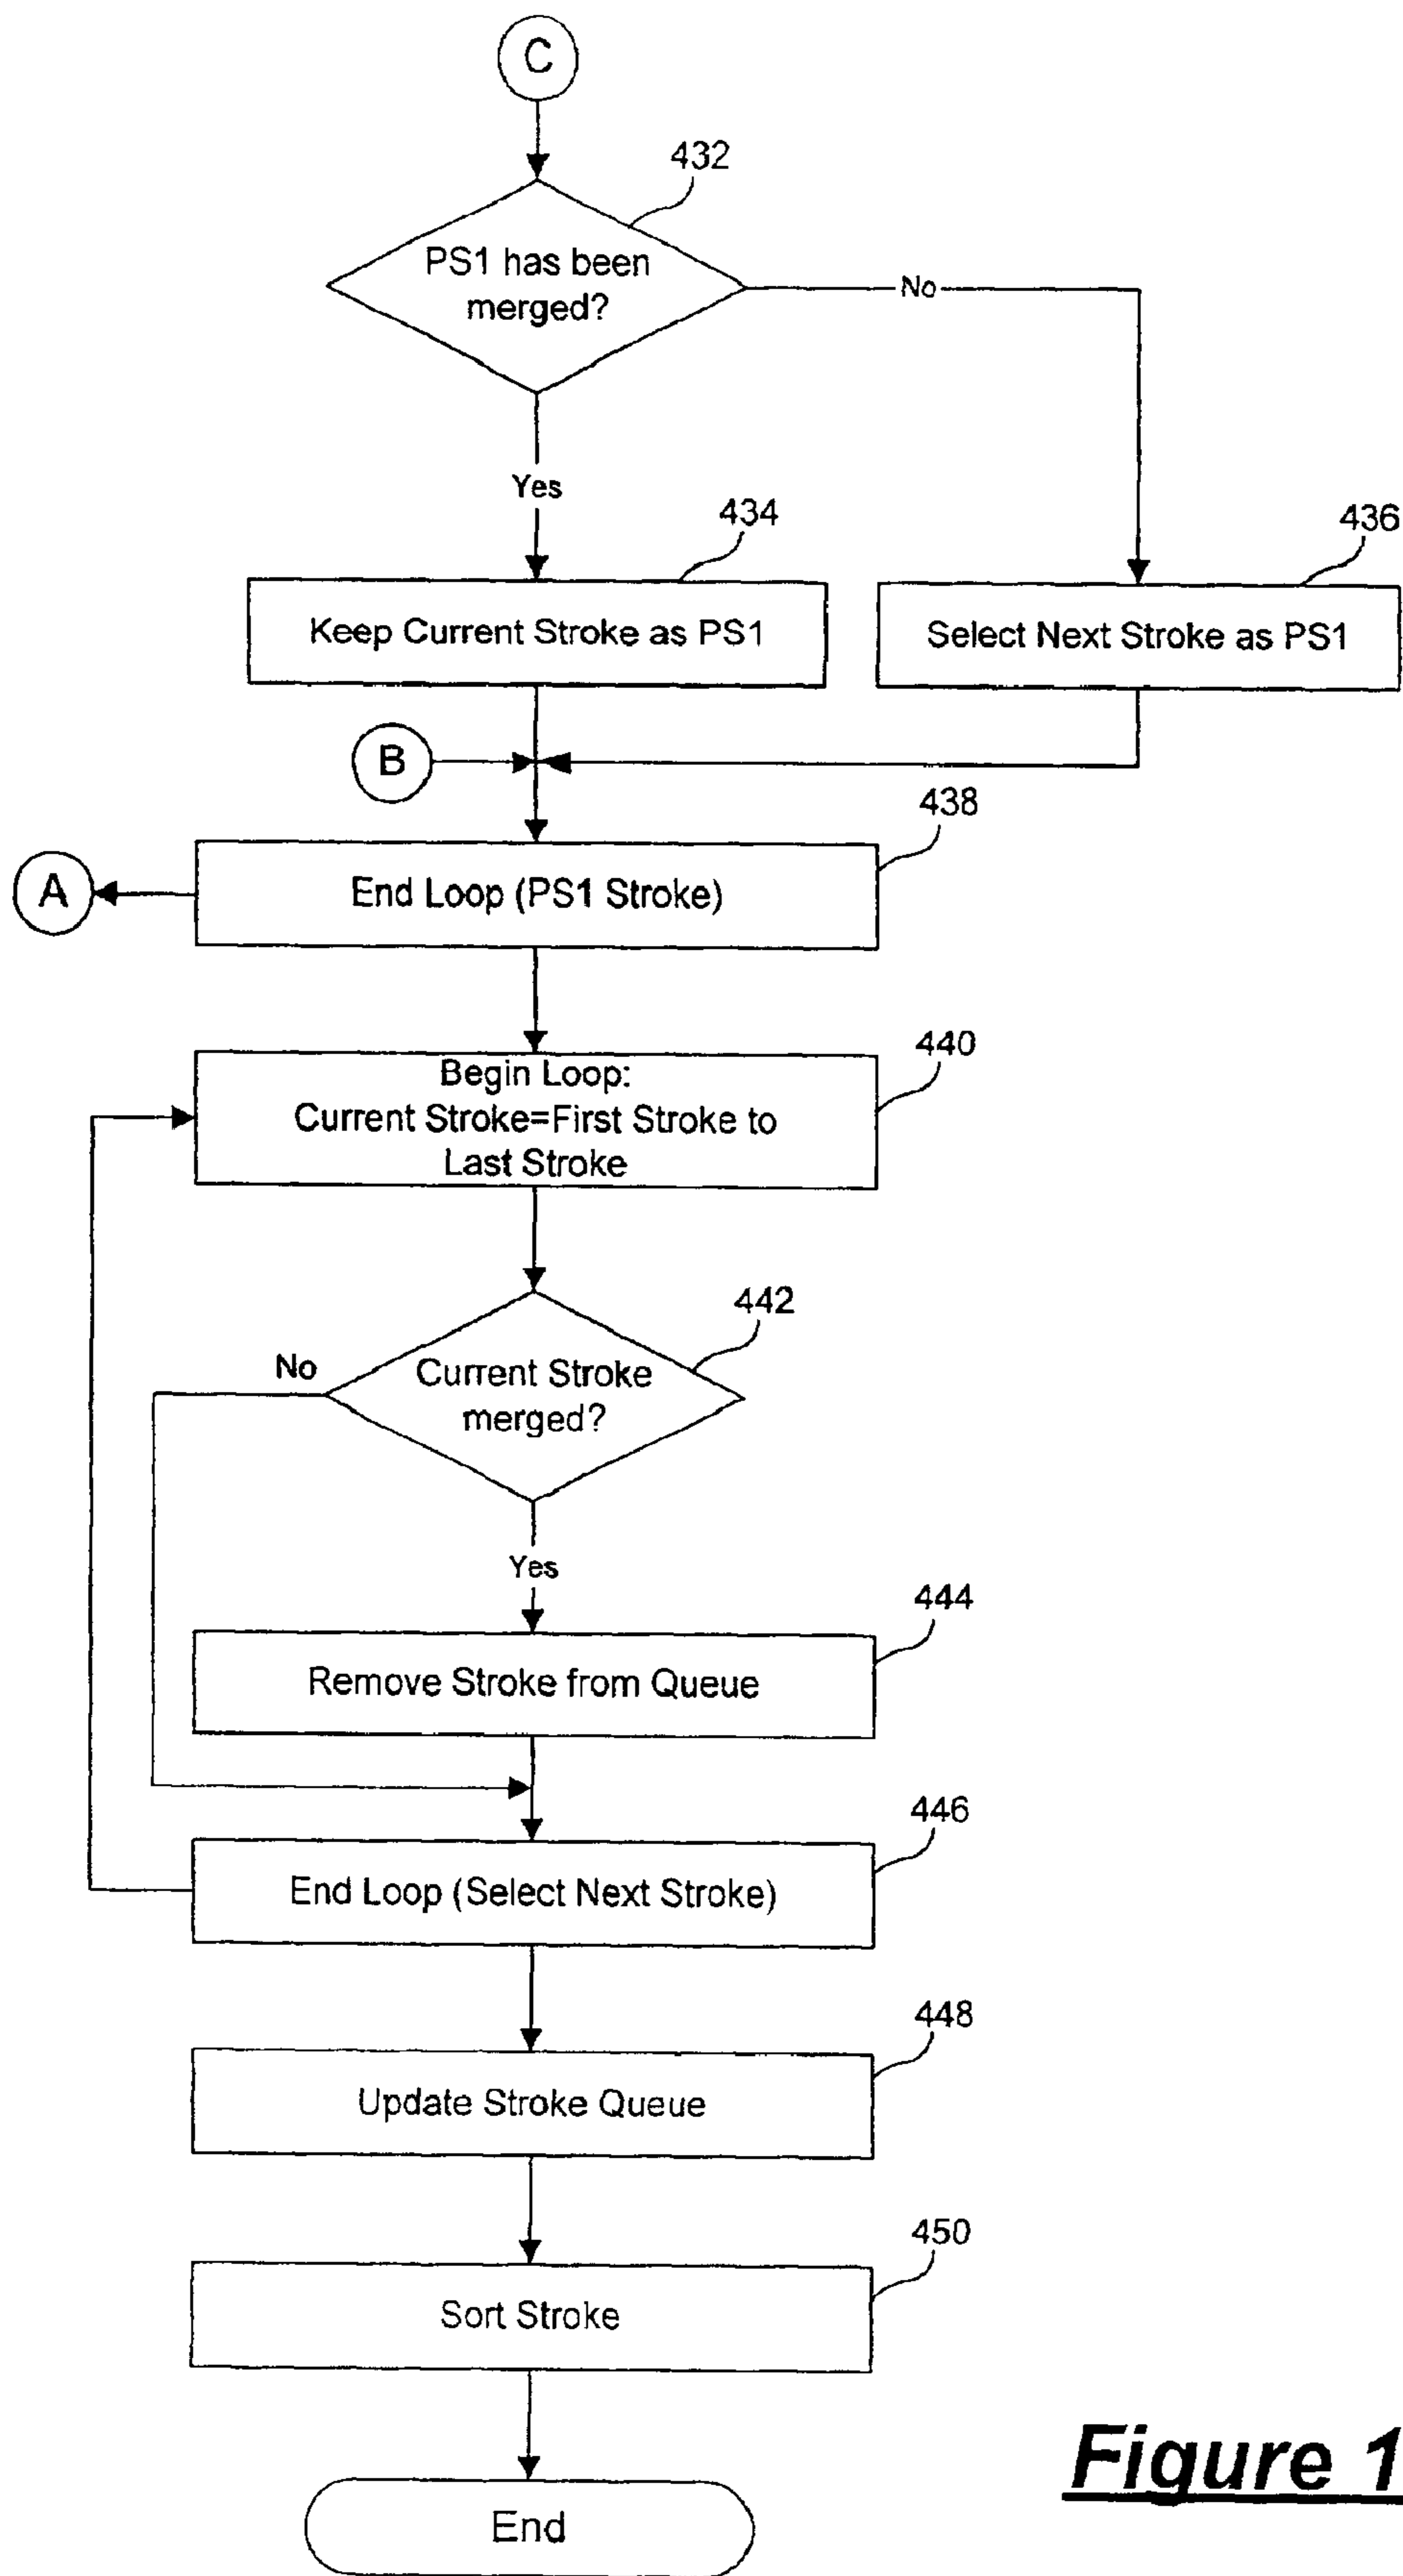 C
432
PS1 has been
merged?
No
Yes
434
436
Keep Current Stroke as PS1
Select Next Stroke as PS1
B
438
A
End Loop (PS1 Stroke)
440
Begin Loop:
Current Stroke=First Stroke to
Last Stroke
442
No
Current Stroke
merged?
Yes
444
Remove Stroke from Queue
446
End Loop (Select Next Stroke)
448
Update Stroke Queue
450
Sort Stroke
End
Figure 1